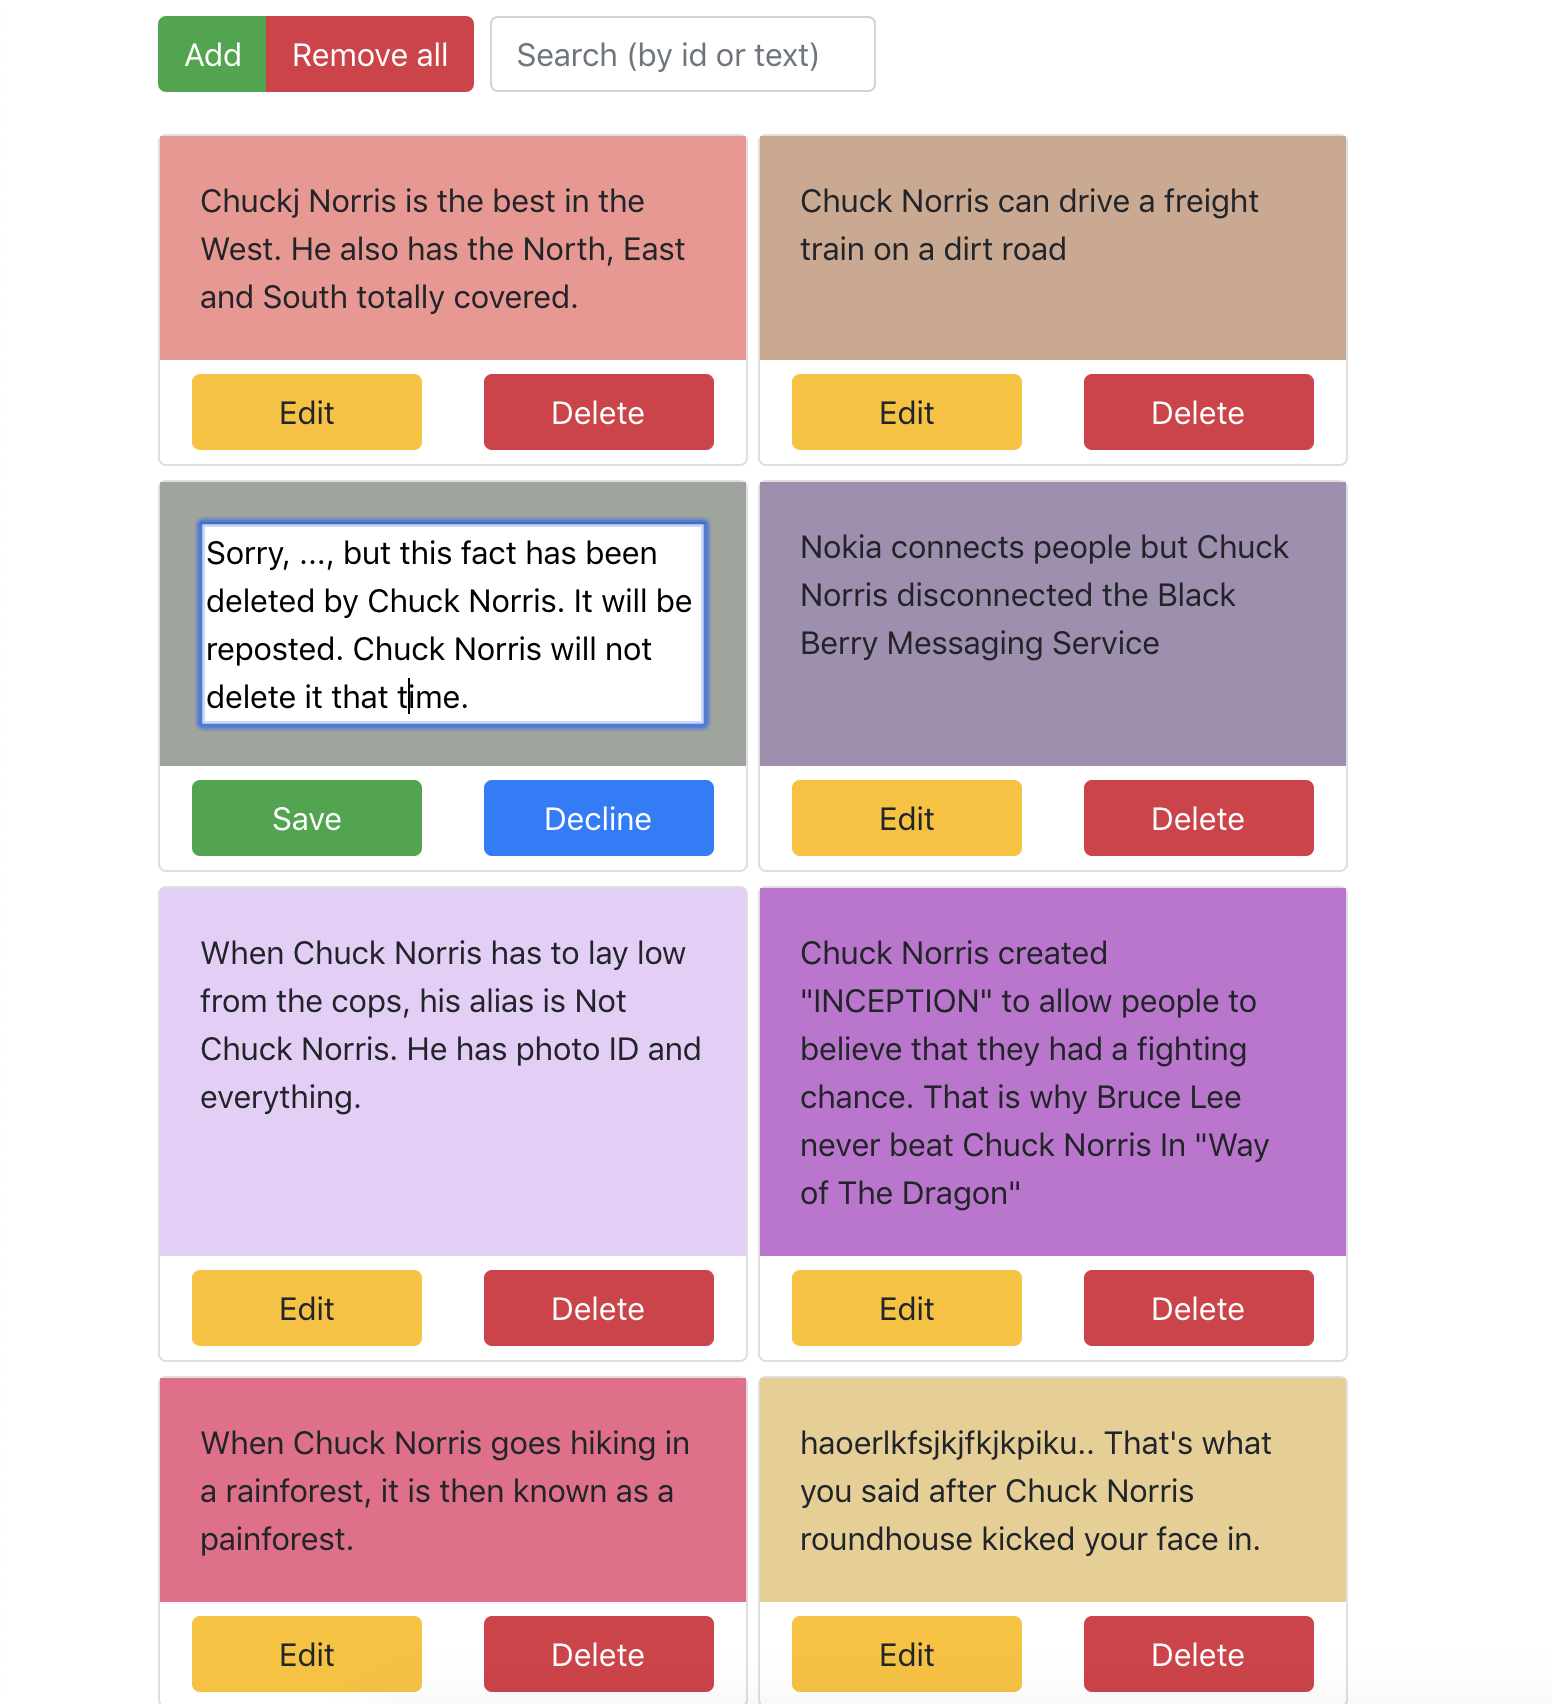 Add Remove all Search (by id or text)
Chuckj Norris is the best in the
West. He also has the North, East
and South totally covered.
Edit Delete
Chuck Norris can drive a freight
train on a dirt road
Edit Delete
Sorry, ..., but this fact has been
deleted by Chuck Norris. It will be
reposted. Chuck Norris will not
delete it that time.
Save Decline
Nokia connects people but Chuck
Norris disconnected the Black
Berry Messaging Service
Edit Delete
When Chuck Norris has to lay low
from the cops, his alias is Not
Chuck Norris. He has photo ID and
everything.
Edit Delete
Chuck Norris created
"INCEPTION" to allow people to
believe that they had a fighting
chance. That is why Bruce Lee
never beat Chuck Norris In "Way
of The Dragon"
Edit Delete
When Chuck Norris goes hiking in
a rainforest, it is then known as a
painforest.
Edit Delete
haoerlkfsjkjfkjkpiku.. That's what
you said after Chuck Norris
roundhouse kicked your face in.
Edit Delete